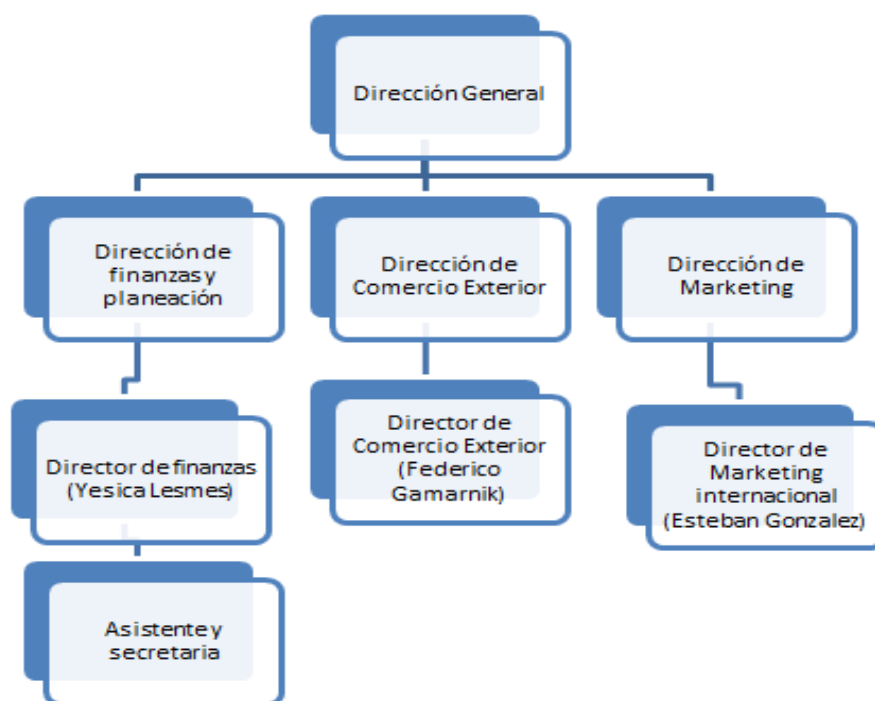 Dirección General
Dirección de
finanzas y
planeación
Dirección de
Comercio Exterior
Dirección de
Marketing
Director de finanzas
(Yesica Lesmes)
Director de
Comercio Exterior
(Federico
Gamarnik)
Director de
Marketing
internacional
(Esteban Gonzalez)
Asistente y
secretaria